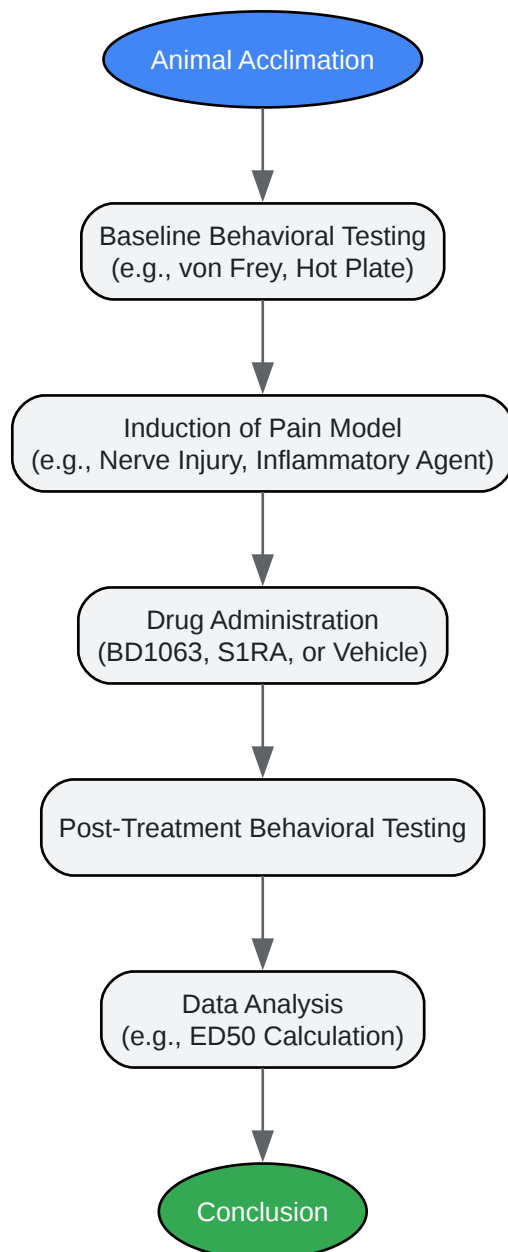 Animal Acclimation
Baseline Behavioral Testing
(e.g., von Frey, Hot Plate)
Induction of Pain Model
(e.g., Nerve Injury, Inflammatory Agent)
Drug Administration
(BD1063, S1RA, or Vehicle)
Post-Treatment Behavioral Testing
Data Analysis
(e.g., ED50 Calculation)
Conclusion